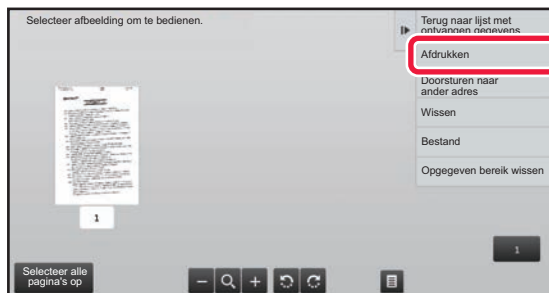 Selecteer afbeelding om te bedienen.
Terug naar lijst met
ontvangen gegevens
Afdrukken
Doorsturen naar
ander adres
Wissen
Bestand
Opgegeven bereik wissen
1
1
Selecteer alle
pagina's op